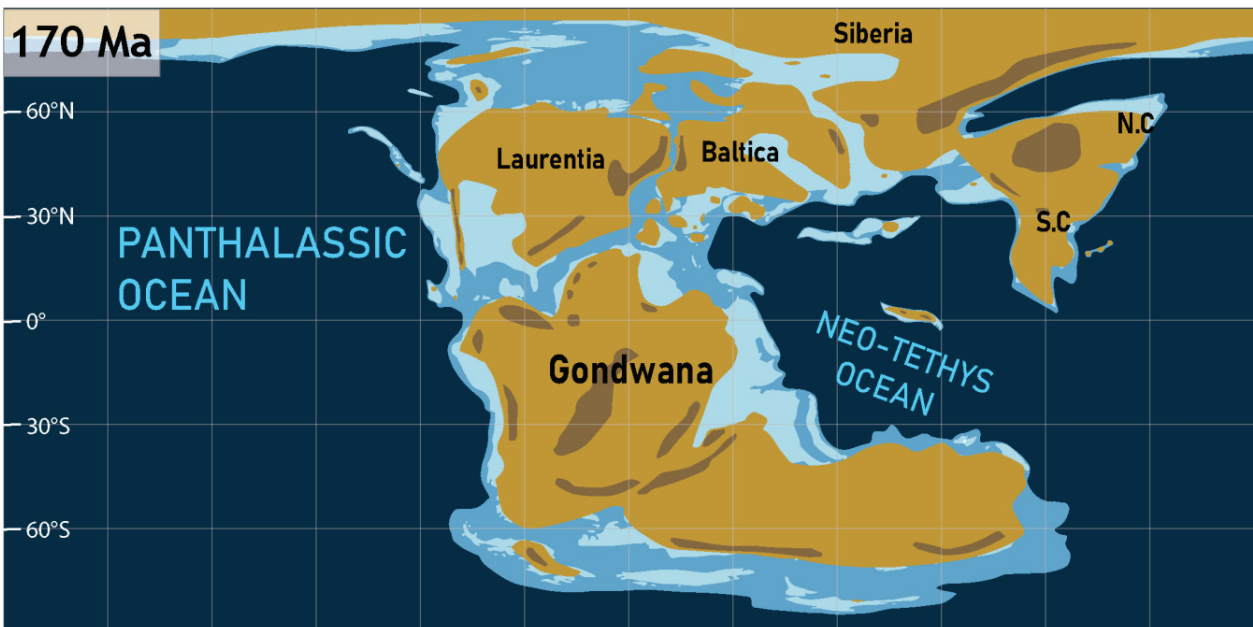 170 Ma
Siberia
60°N
N.C
Laurentia
Baltica
30°N
S.C
PANTHALASSIC
OCEAN
0°
NEO-TETHYS
OCEAN
Gondwana
30°S
60°S